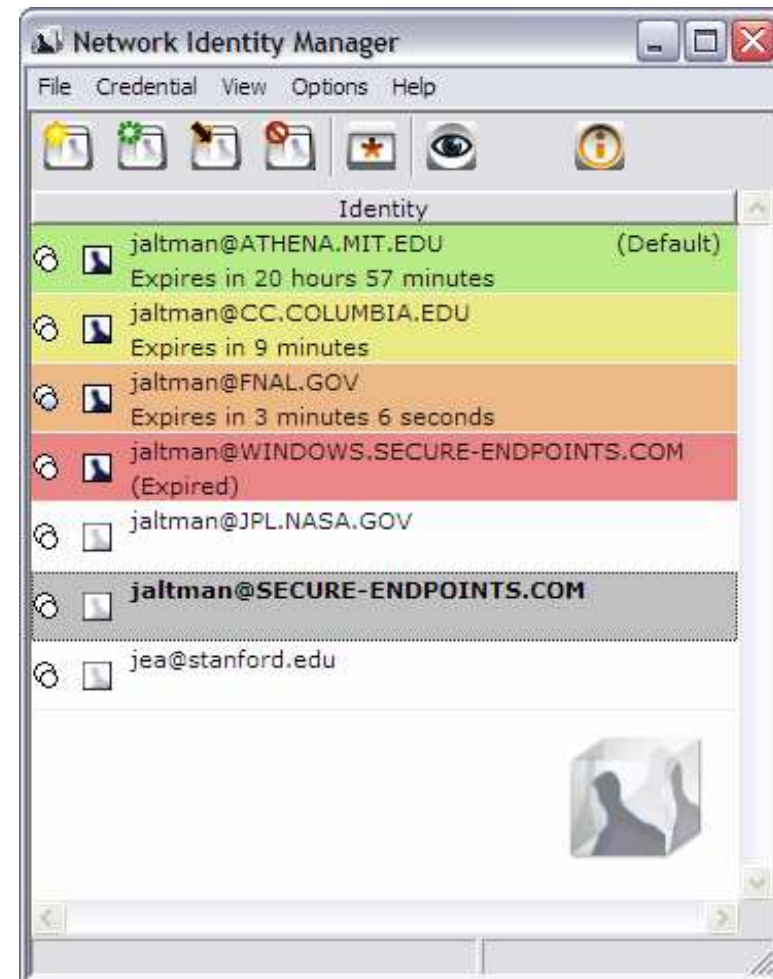 Network Identity Manager
File Credential View Options Help
Identity
jaltman@ATHENA.MIT.EDU (Default)
Expires in 20 hours 57 minutes
jaltman@CC.COLUMBIA.EDU
Expires in 9 minutes
jaltman@FNAL.GOV
Expires in 3 minutes 6 seconds
jaltman@WINDOWS.SECURE-ENDPOINTS.COM
(Expired)
jaltman@JPL.NASA.GOV
jaltman@SECURE-ENDPOINTS.COM
jea@stanford.edu